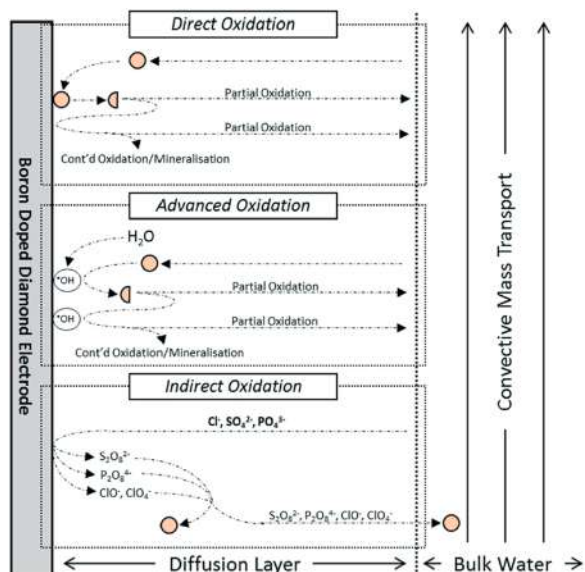 Boron Doped Diamond Electrode
Direct Oxidation
Partial Oxidation
Partial Oxidation
Cont'd Oxidation/Mineralisation
Advanced Oxidation
H₂O
•OH
Partial Oxidation
•OH
Partial Oxidation
Cont'd Oxidation/Mineralisation
Indirect Oxidation
Cl⁻, SO₄²⁻, PO₄³⁻
S₂O₈²⁻
P₂O₈⁴⁻
ClO⁻, ClO₄⁻
S₂O₈²⁻, P₂O₈⁴⁻, ClO⁻, ClO₄⁻
Convective Mass Transport
Diffusion Layer
Bulk Water